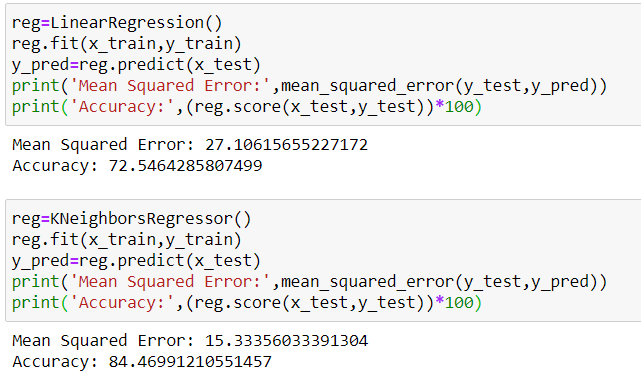 reg=LinearRegression()
reg.fit(x_train,y_train)
y_pred=reg.predict(x_test)
print('Mean Squared Error:',mean_squared_error(y_test,y_pred))
print('Accuracy:',(reg.score(x_test,y_test))*100)
Mean Squared Error: 27.10615655227172
Accuracy: 72.5464285807499
reg=KNeighborsRegressor()
reg.fit(x_train,y_train)
y_pred=reg.predict(x_test)
print('Mean Squared Error:',mean_squared_error(y_test,y_pred))
print('Accuracy:',(reg.score(x_test,y_test))*100)
Mean Squared Error: 15.33356033391304
Accuracy: 84.46991210551457